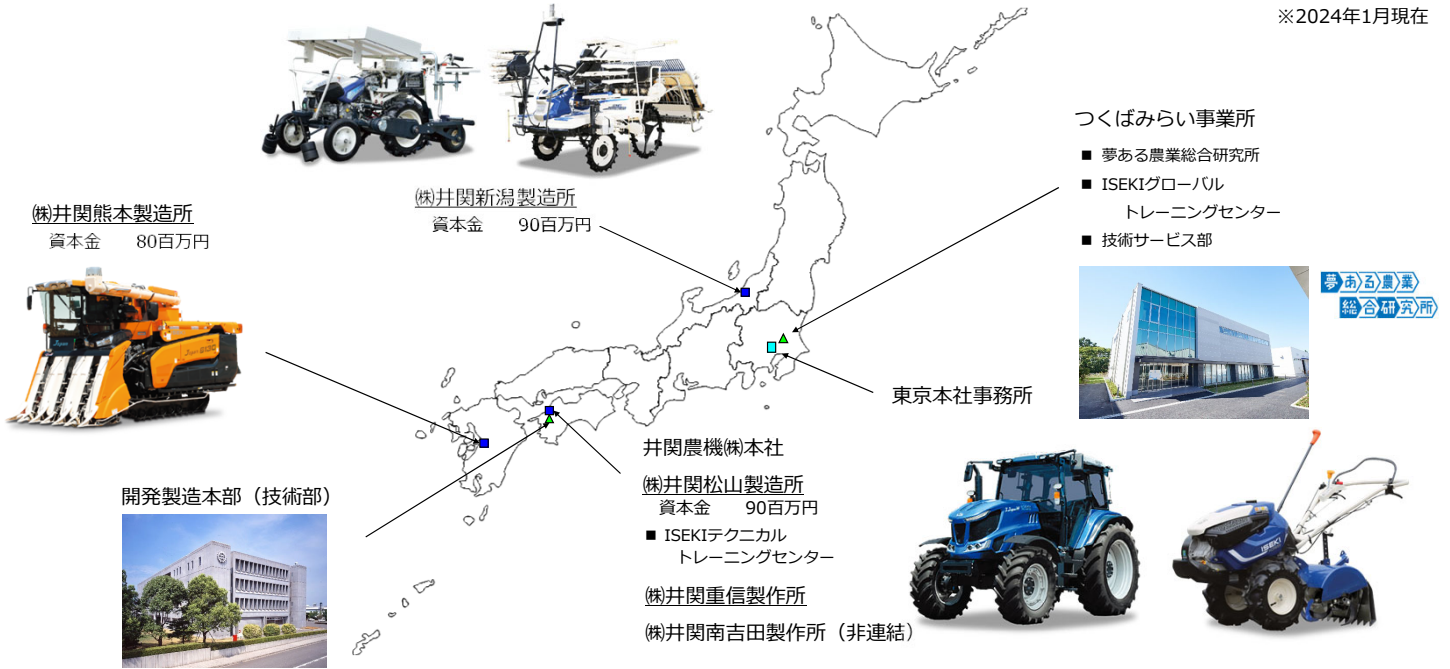 ※2024年1月現在
つくばみらい事業所
■ 夢ある農業総合研究所
■ ISEKIグローバル
トレーニングセンター
■ 技術サービス部
夢ある農業
総合研究所
㈱井関新潟製造所
資本金 90百万円
㈱井関熊本製造所
資本金 80百万円
東京本社事務所
井関農機㈱本社
㈱井関松山製造所
資本金 90百万円
■ ISEKIテクニカル
トレーニングセンター
㈱井関重信製作所
㈱井関南吉田製作所（非連結）
開発製造本部（技術部）
ISEKI